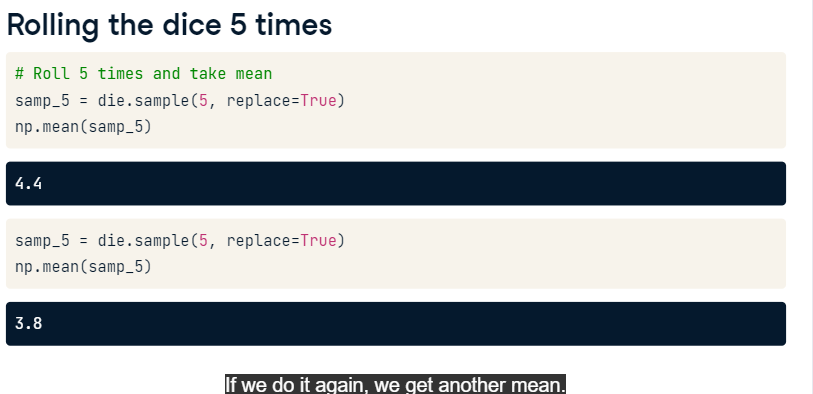 Rolling the dice 5 times
# Roll 5 times and take mean
samp_5 = die.sample(5, replace=True)
np.mean(samp_5)
4.4
samp_5 = die.sample(5, replace=True)
np.mean(samp_5)
3.8
If we do it again, we get another mean.